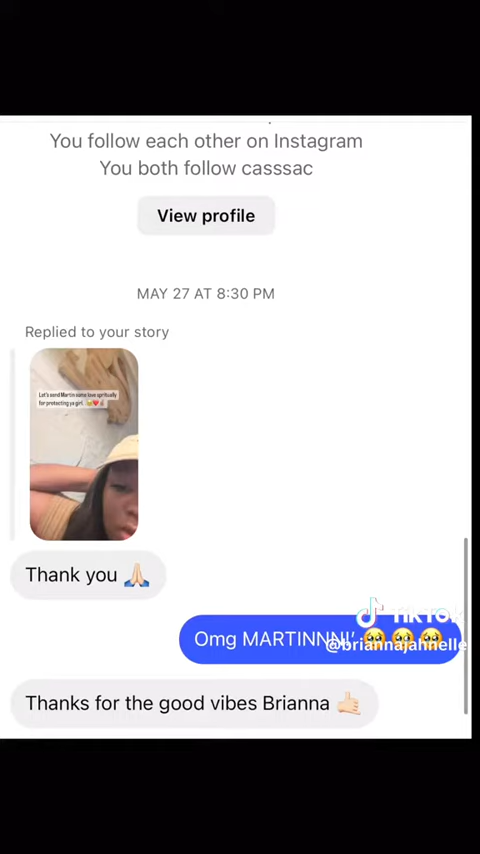 You follow each other on Instagram
You both follow casssac
View profile
MAY 27 AT 8:30 PM
Replied to your story
Let's send Martin some love spritually
for protecting ya girl. 🥹❤️
Thank you 🙏🏻
Omg MARTINNN!' 🥹🥹🥹
TikTok
@briannajahnelle
Thanks for the good vibes Brianna 🤙🏻